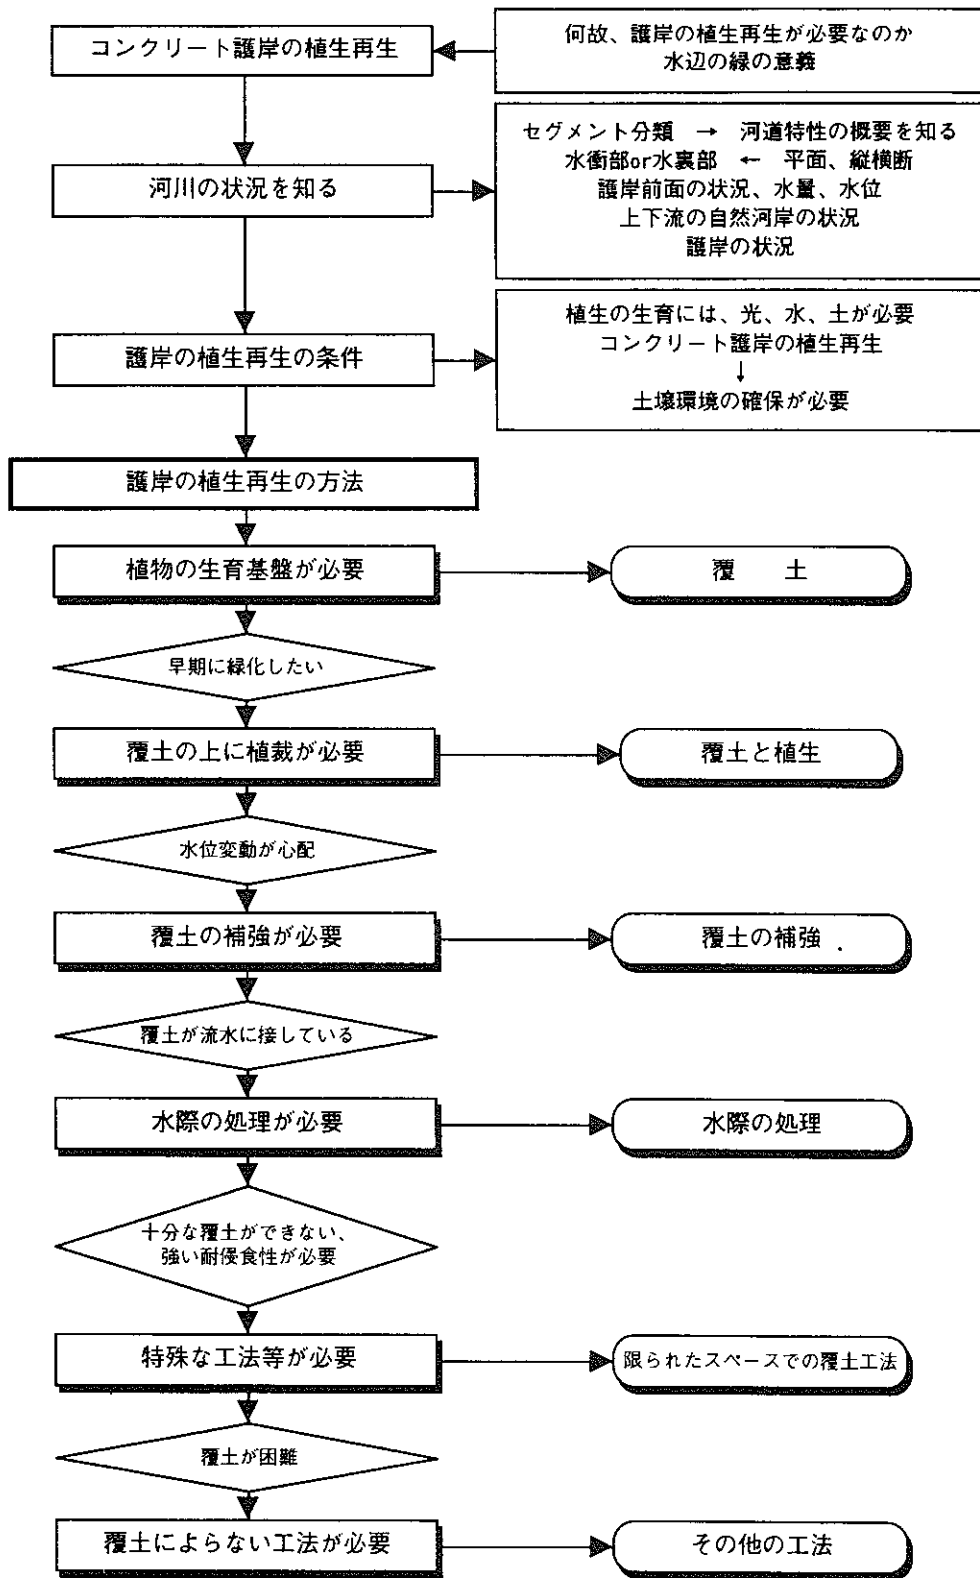 コンクリート護岸の植生再生
何故、護岸の植生再生が必要なのか
水辺の緑の意義
河川の状況を知る
セグメント分類 → 河道特性の概要を知る
水衝部or水裏部 ← 平面、縦横断
護岸前面の状況、水量、水位
上下流の自然河岸の状況
護岸の状況
護岸の植生再生の条件
植生の生育には、光、水、土が必要
コンクリート護岸の植生再生
↓
土壌環境の確保が必要
護岸の植生再生の方法
植物の生育基盤が必要
覆 土
早期に緑化したい
覆土の上に植裁が必要
覆土と植生
水位変動が心配
覆土の補強が必要
覆土の補強
覆土が流水に接している
水際の処理が必要
水際の処理
十分な覆土ができない、
強い耐侵食性が必要
特殊な工法等が必要
限られたスペースでの覆土工法
覆土が困難
覆土によらない工法が必要
その他の工法